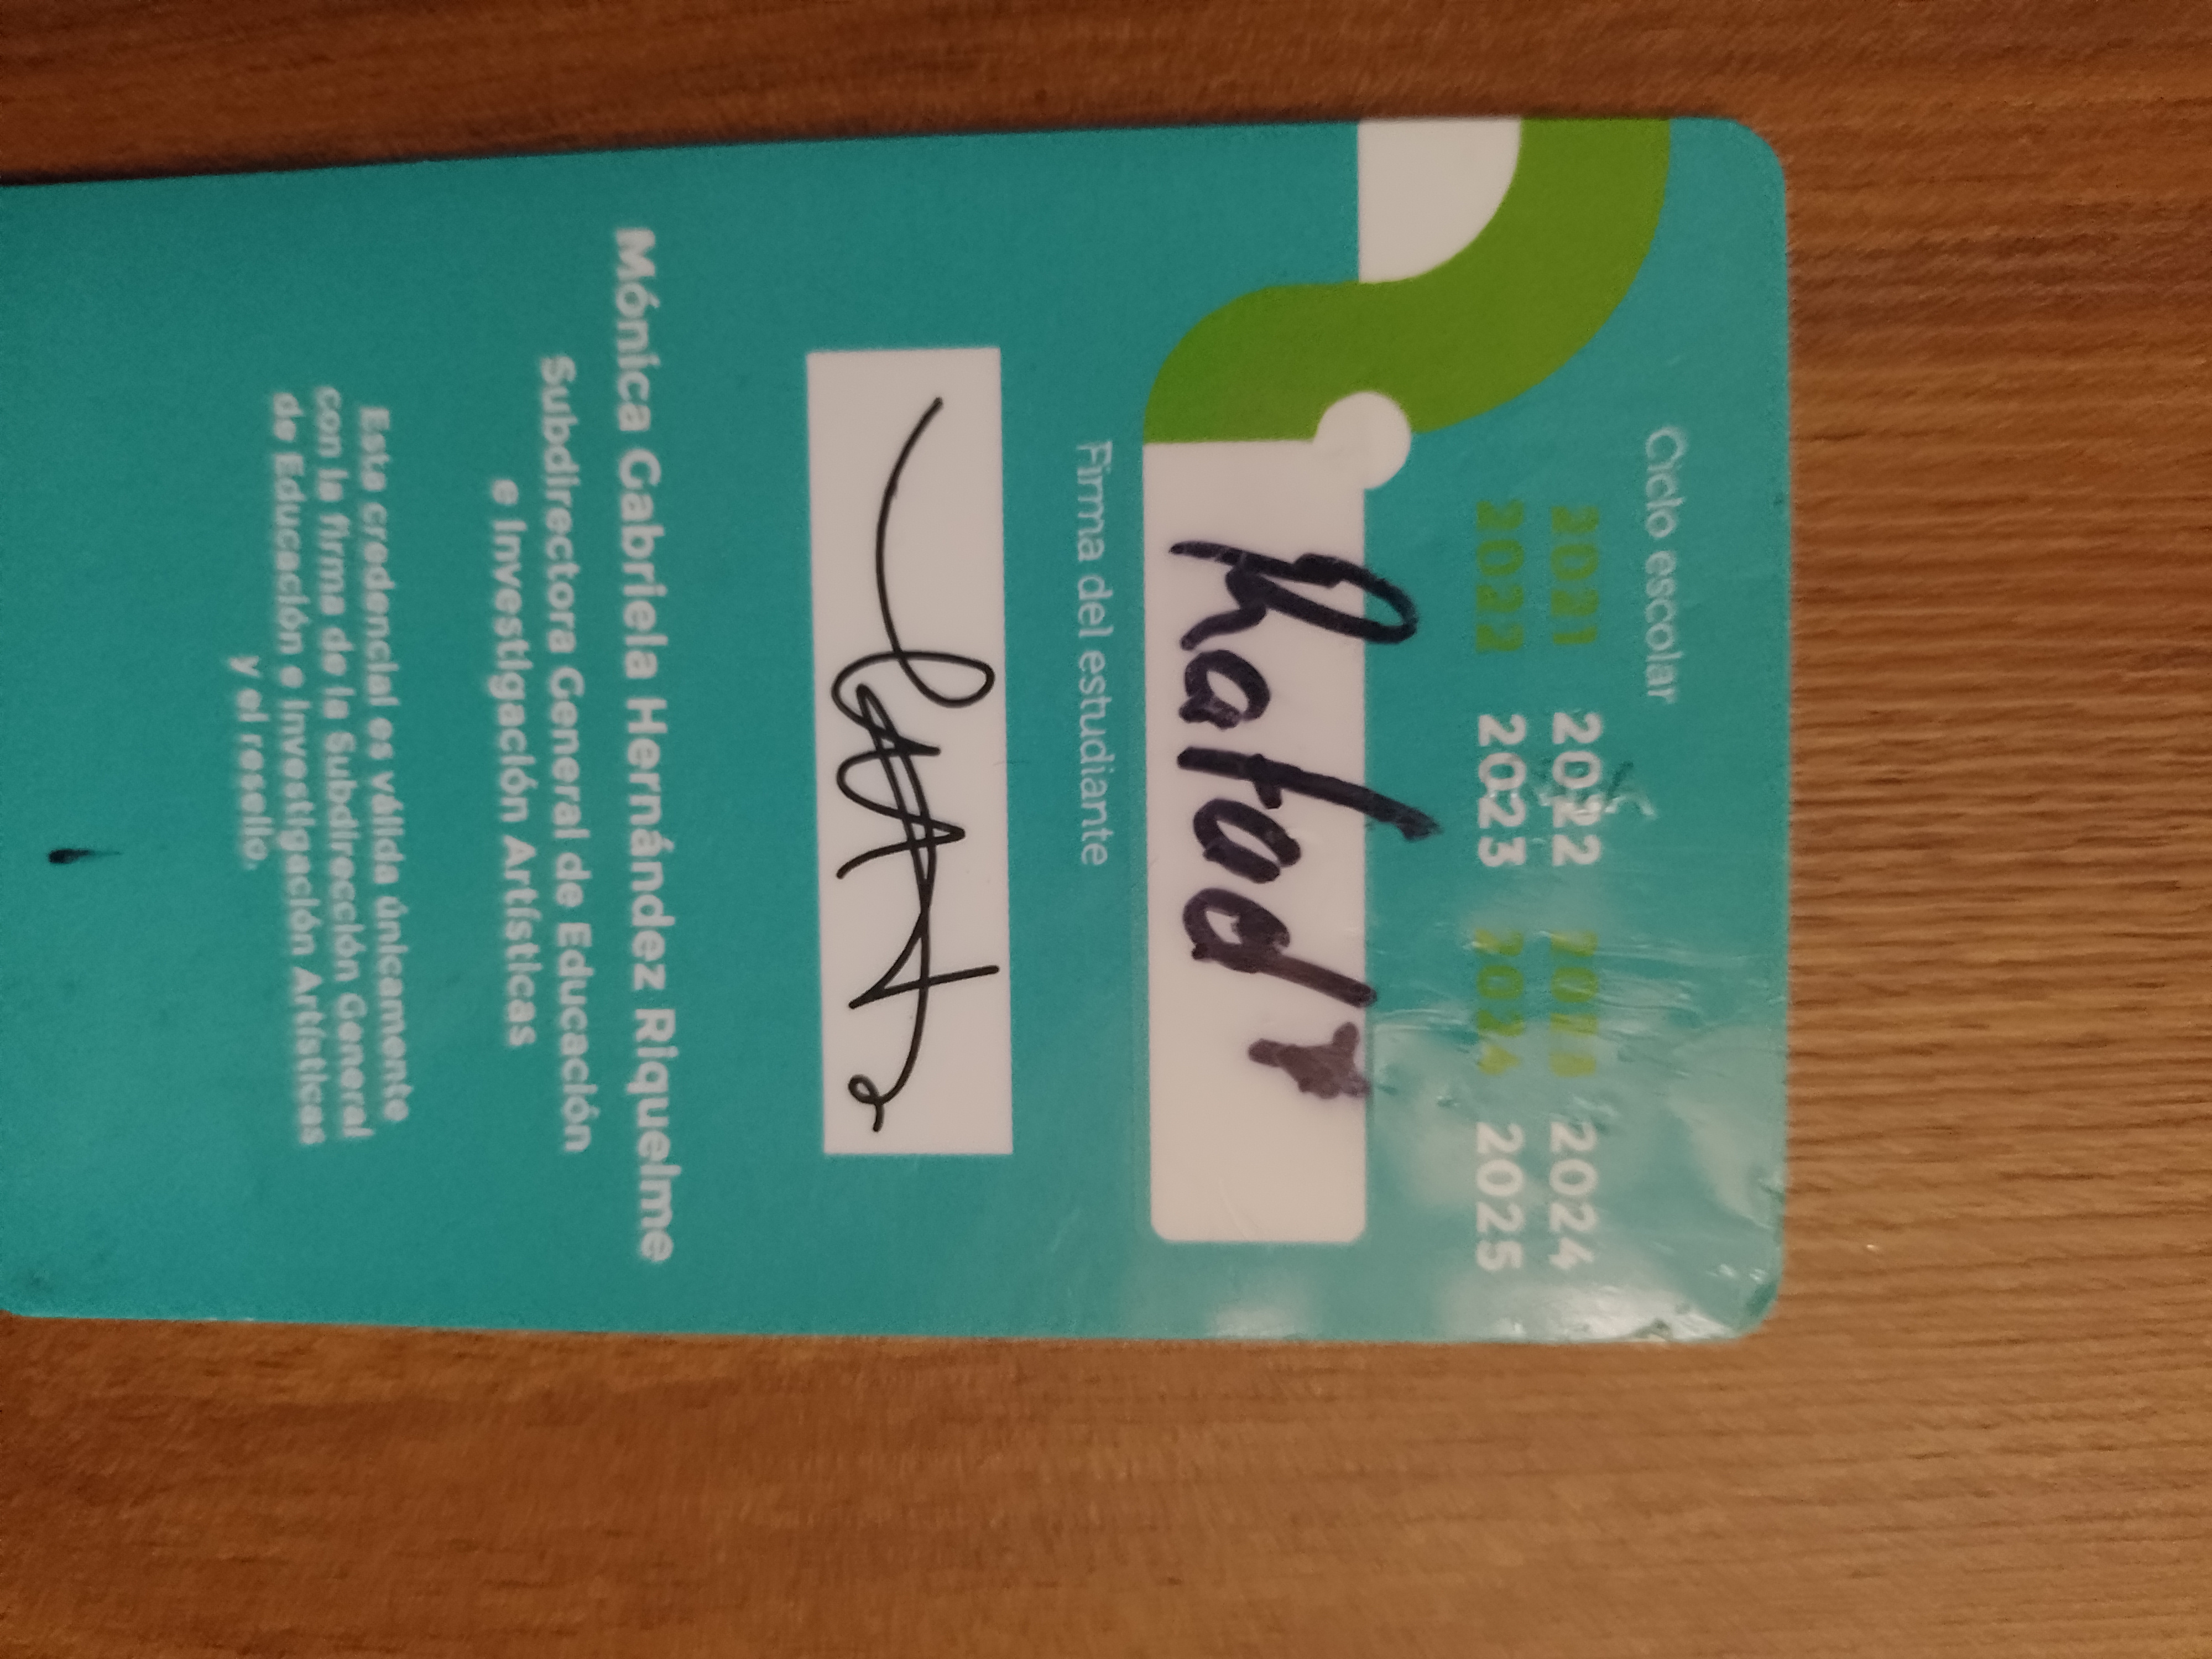 Ciclo escolar
2021 2022 2023 2024
2022 2023 2024 2025
Firma del estudiante
Mónica Gabriela Hernández Riquelme
Subdirectora General de Educación
e Investigación Artísticas
Esta credencial es válida únicamente
con la firma de la Subdirección General
de Educación e Investigación Artísticas
y el resello.